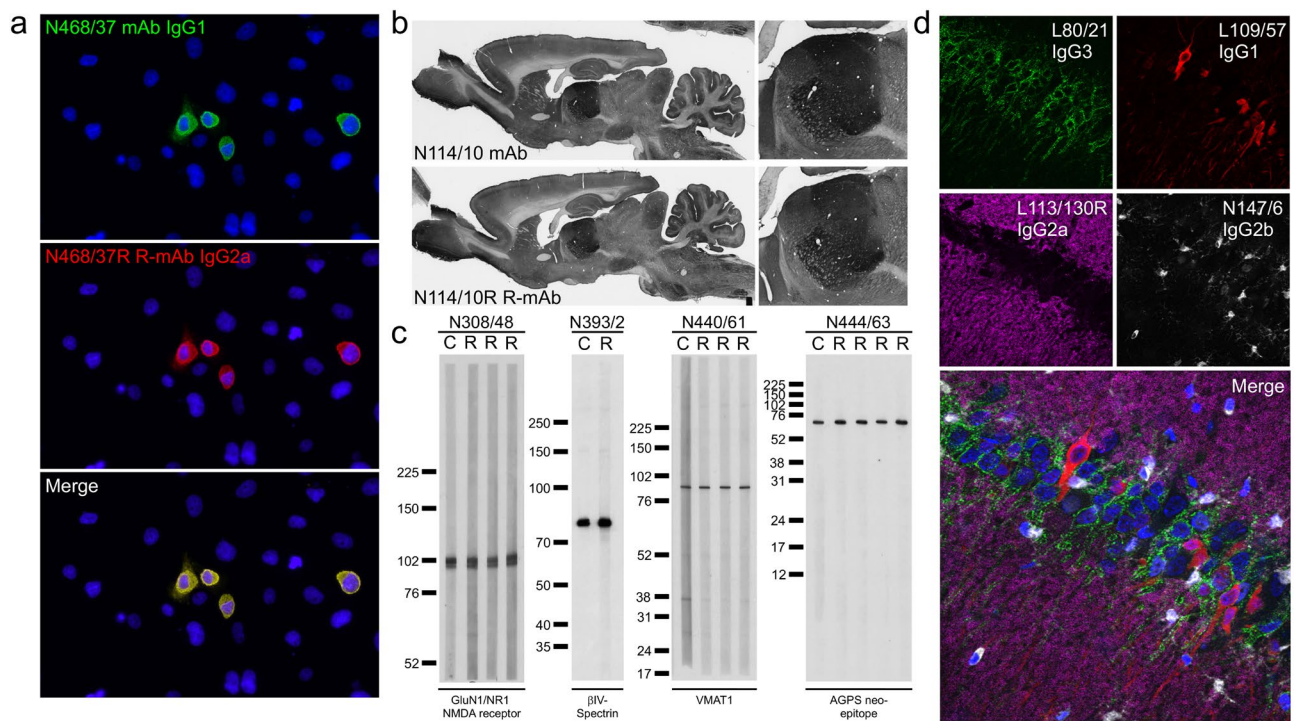 a
N468/37 mAb IgG1
N468/37R R-mAb IgG2a
Merge
b
N114/10 mAb
N114/10R R-mAb
c
N308/48
C R R R
225
150
102
76
52
GluN1/NR1
NMDA receptor
N393/2
C R
250
150
100
70
50
40
35
βIV-
Spectrin
N440/61
C R R R
225
150
102
76
52
38
31
24
17
VMAT1
N444/63
C R R R R
225
150
102
76
52
38
31
24
17
12
AGPS neo-
epitope
d
L80/21
IgG3
L109/57
IgG1
L113/130R
IgG2a
N147/6
IgG2b
Merge